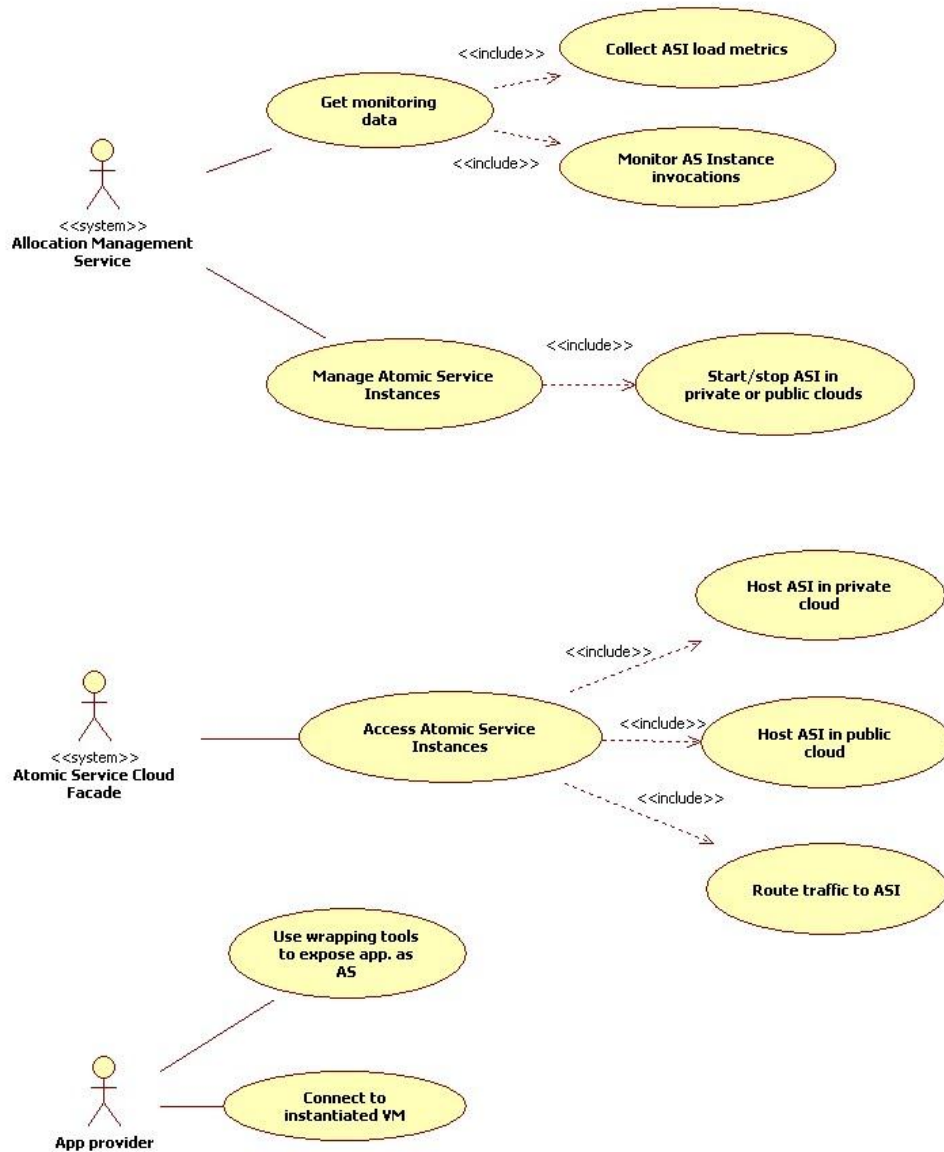 <<include>>
Collect ASI load metrics
Get monitoring
data
<<include>>
Monitor AS Instance
invocations
<<system>>
Allocation Management
Service
<<include>>
Manage Atomic Service
Instances
Start/stop ASI in
private or public clouds
Host ASI in private
cloud
<<include>>
<<system>>
Atomic Service Cloud
Facade
Access Atomic Service
Instances
<<include>>
Host ASI in public
cloud
<<include>>
Route traffic to ASI
Use wrapping tools
to expose app. as
AS
Connect to
instantiated VM
App provider